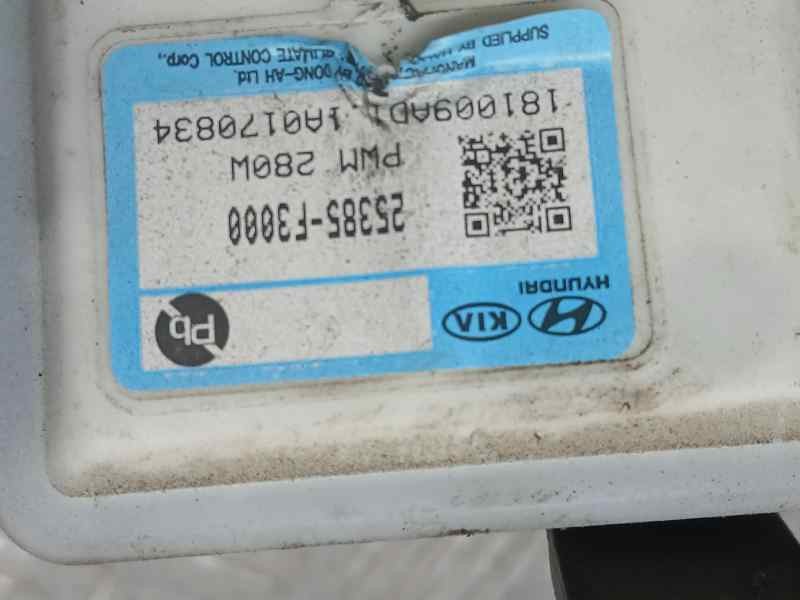 HYUNDAI
KIA
Pb
25385-F3000
PWM 280W
181009AD1 1A0170834
BY DONG-AH Ltd.
SUPPLIED BY
CLIMATE CONTROL Corp.,